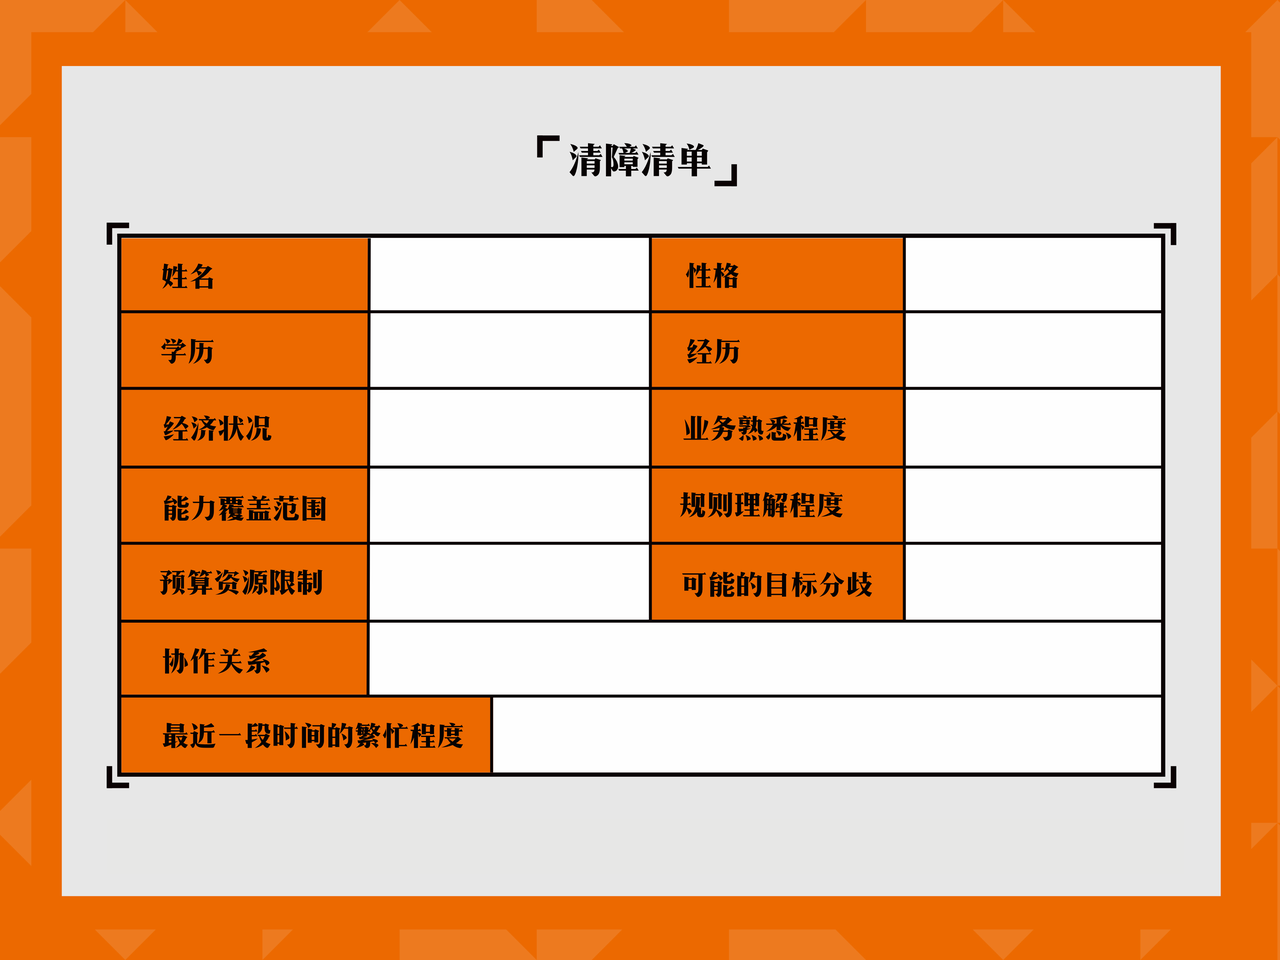 「清障清单」
姓名 性格
学历 经历
经济状况 业务熟悉程度
能力覆盖范围 规则理解程度
预算资源限制 可能的目标分歧
协作关系
最近一段时间的繁忙程度